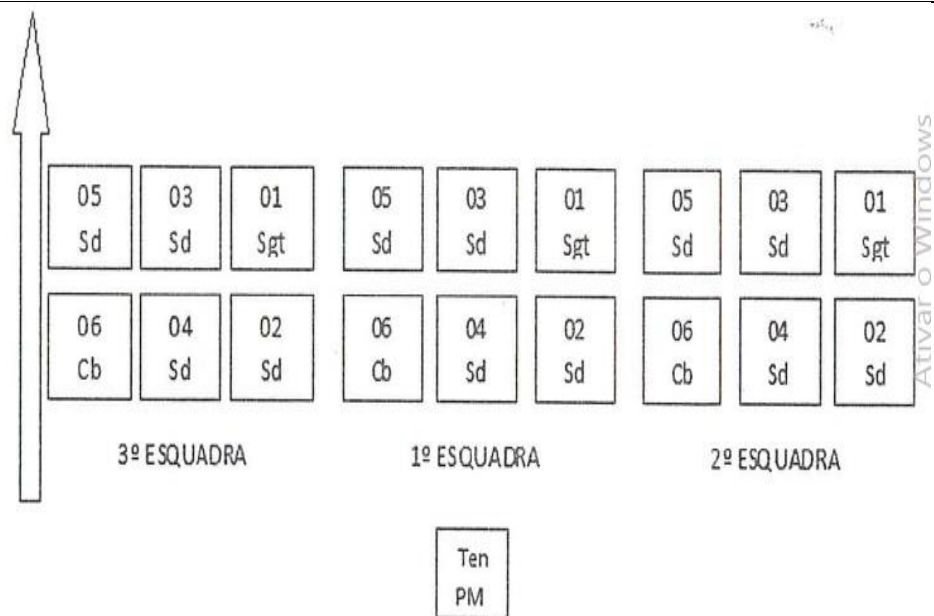 05 03 01 05 03 01 05 03 01
Sd Sd Sgt Sd Sd Sgt Sd Sd Sgt
06 04 02 06 04 02 06 04 02
Cb Sd Sd Cb Sd Sd Cb Sd Sd
3º ESQUADRA 1º ESQUADRA 2º ESQUADRA
Ten
PM
Ativar o Windows